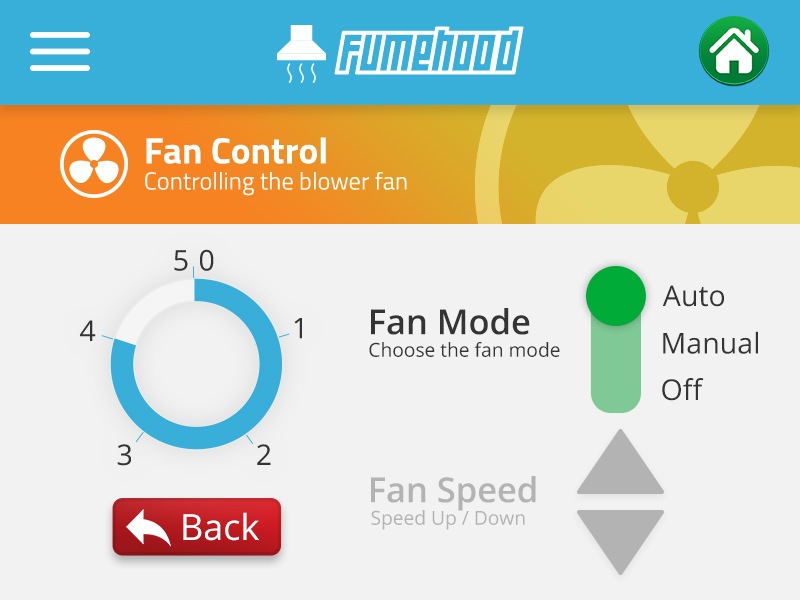 Fumehood
Fan Control
Controlling the blower fan
5 0
4
1
3
2
Back
Fan Mode
Choose the fan mode
Auto
Manual
Off
Fan Speed
Speed Up / Down